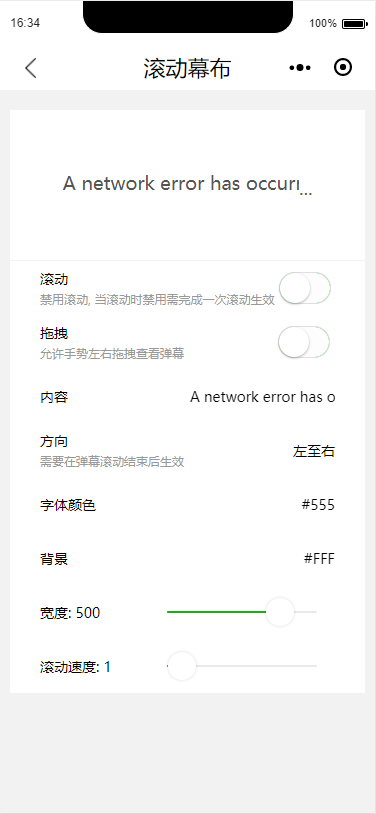 16:34
100%
滚动幕布
A network error has occurr...
滚动
禁用滚动, 当滚动时禁用需完成一次滚动生效
拖拽
允许手势左右拖拽查看弹幕
内容
A network error has o
方向
需要在弹幕滚动结束后生效
左至右
字体颜色
#555
背景
#FFF
宽度: 500
滚动速度: 1